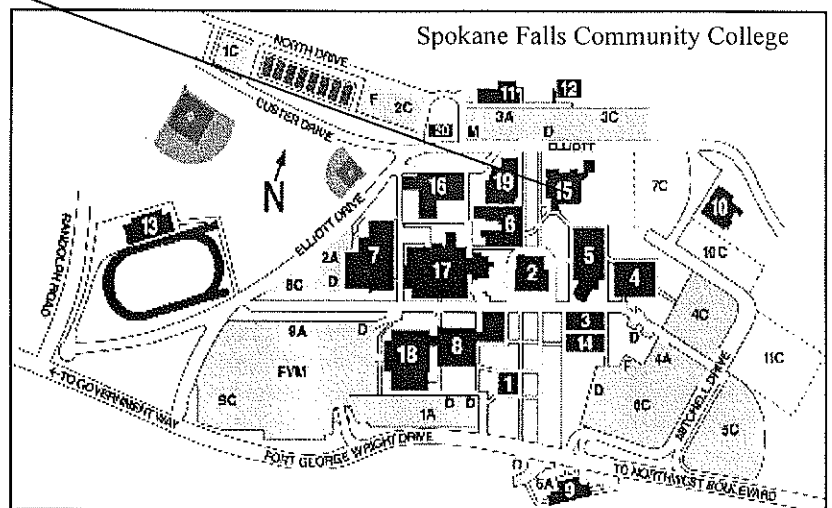 Spokane Falls Community College
NORTH DRIVE
1C
CUSTER DRIVE
F
2C
20
11
12
3A
3C
M
D
ELLIOTT
N
16
19
15
7C
10
13
ELLIOTT DRIVE
6
RANDOLPH ROAD
2A
7
17
2
5
4
10C
8C
D
9A
D
3
4C
18
8
D
4A
11C
FVM
F
9C
1
D
6C
MITCHELL DRIVE
1A
D D
5C
← TO GOVERNMENT WAY
FORT GEORGE WRIGHT DRIVE
D
TO NORTHWEST BOULEVARD
9